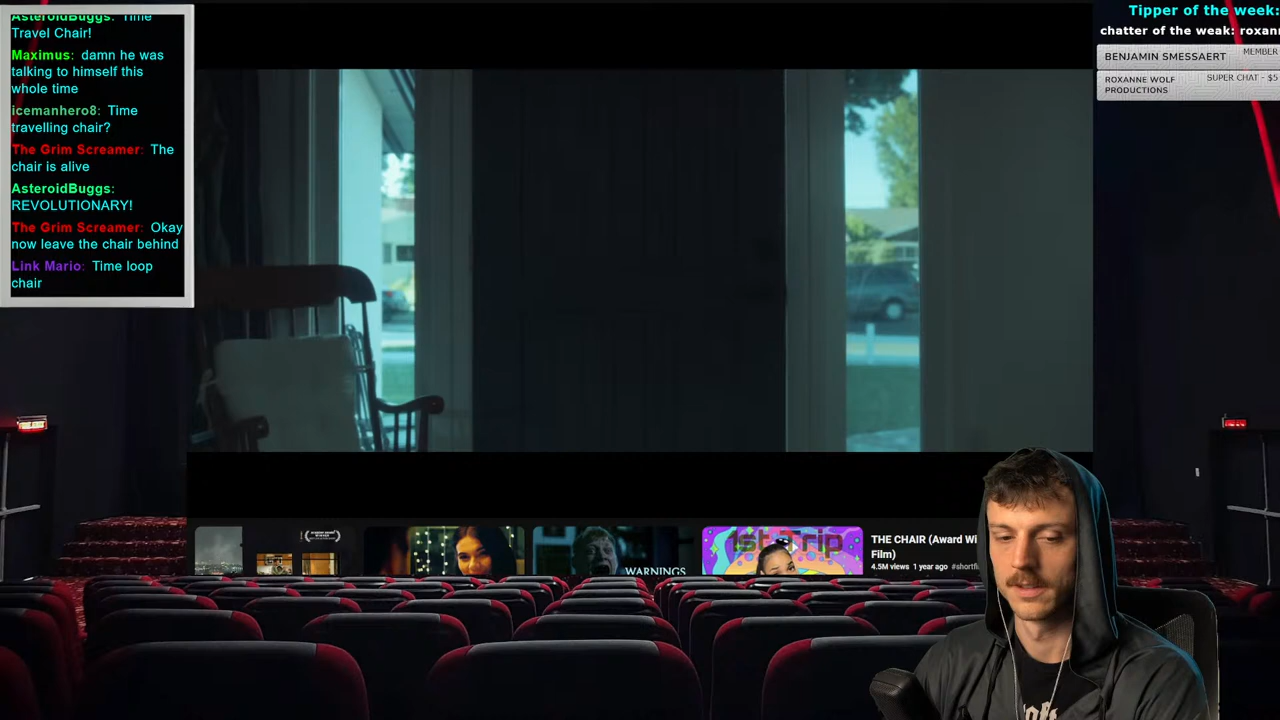 AsteroidBuggs: Time
Travel Chair!
Maximus: damn he was
talking to himself this
whole time
icemanhero8: Time
travelling chair?
The Grim Screamer: The
chair is alive
AsteroidBuggs:
REVOLUTIONARY!
The Grim Screamer: Okay
now leave the chair behind
Link Mario: Time loop
chair
Tipper of the week:
chatter of the weak: roxann
BENJAMIN SMESSAERT MEMBER
ROXANNE WOLF PRODUCTIONS SUPER CHAT - $5
WARNINGS
1st Trip
THE CHAIR (Award Wi
Film)
4.5M views 1 year ago #shortfi